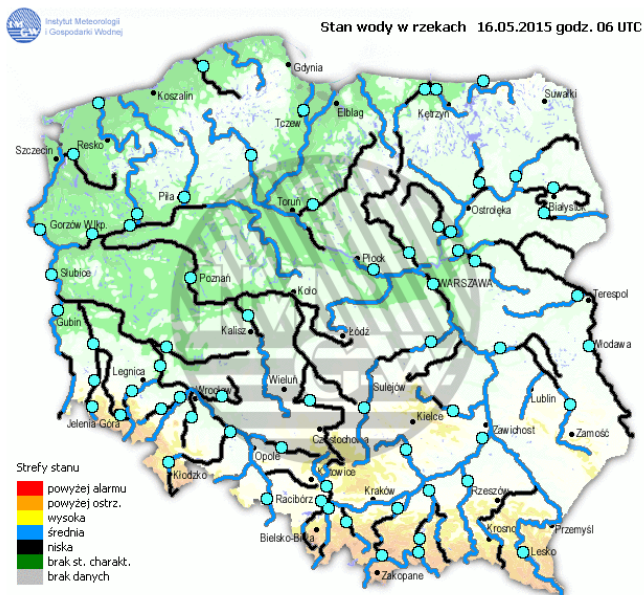 IMGW
Instytut Meteorologii
i Gospodarki Wodnej
Stan wody w rzekach 16.05.2015 godz. 06 UTC
Gdynia
Koszalin
Suwałki
Tczew
Elbląg
Kętrzyn
Resko
Szczecin
Piła
Toruń
Ostrołęka
Białystok
Gorzów Wlkp.
Płock
Słubice
Poznań
Koło
WARSZAWA
Terespol
Gubin
Kalisz
Łódź
Włodawa
Legnica
Wieluń
Sulejów
Wrocław
Lublin
Jelenia Góra
Kielce
Zawichost
Zamość
Częstochowa
Opole
Kłodzko
Katowice
Racibórz
Kraków
Rzeszów
Bielsko-Biała
Krosno
Przemyśl
Lesko
Zakopane
Strefy stanu
powyżej alarmu
powyżej ostrz.
wysoka
średnia
niska
brak st. charakt.
brak danych